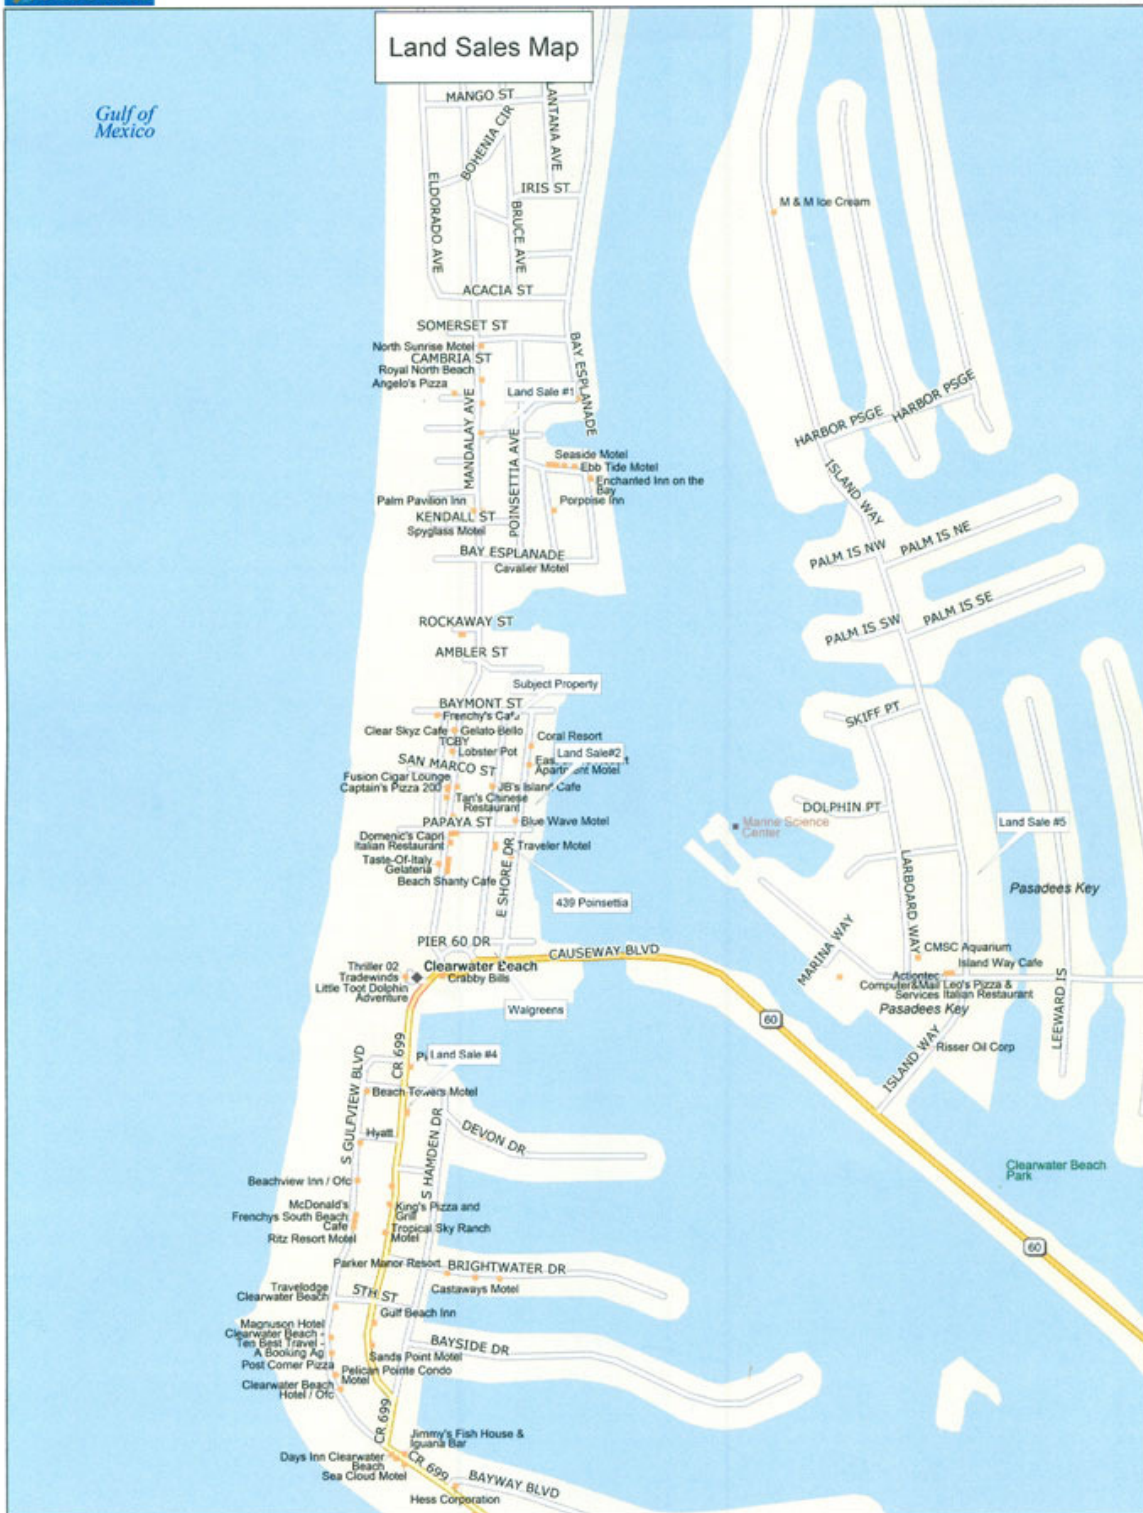 Land Sales Map
Gulf of
Mexico
MANGO ST
LANTANA AVE
BOHENIA CIR
IRIS ST
ELDORADO AVE
BRUCE AVE
M & M Ice Cream
ACACIA ST
SOMERSET ST
North Sunrise Motel
CAMBRIA ST
Royal North Beach
Angelo's Pizza
BAY ESPLANADE
Land Sale #1
HARBOR PSGE
HARBOR PSGE
MANDALAY AVE
POINSETTIA AVE
Seaside Motel
Ebb Tide Motel
Enchanted Inn on the
Bay
ISLAND WAY
Palm Pavilion Inn
Porpoise Inn
KENDALL ST
Spyglass Motel
BAY ESPLANADE
Cavalier Motel
PALM IS NW
PALM IS NE
ROCKAWAY ST
PALM IS SW
PALM IS SE
AMBLER ST
Subject Property
BAYMONT ST
Frenchy's Cafe
SKIFF PT
Clear Skyz Cafe
Gelato Bello
TCBY
Coral Resort
Lobster Pot
Land Sale#2
SAN MARCO ST
Apartment Motel
Fusion Cigar Lounge
Captain's Pizza 200
JB's Island Cafe
Tan's Chinese
Restaurant
DOLPHIN PT
PAPAYA ST
Blue Wave Motel
Marine Science
Center
Land Sale #5
Domenic's Capri
Italian Restaurant
Traveler Motel
Taste-Of-Italy
Gelateria
Beach Shanty Cafe
E SHORE DR
LARBOARD WAY
Pasadees Key
439 Poinsettia
PIER 60 DR
CAUSEWAY BLVD
MARINA WAY
CMSC Aquarium
Island Way Cafe
Thriller 02
Tradewinds
Clearwater Beach
Crabby Bills
Little Toot Dolphin
Adventure
Actiontec
Computer&Mail
Services
Leo's Pizza &
Italian Restaurant
Pasadees Key
Walgreens
60
LEEWARD IS
ISLAND WAY
Risser Oil Corp
CR 699
Land Sale #4
S GULFVIEW BLVD
Beach Towers Motel
Hyatt
S HAMDEN DR
DEVON DR
Clearwater Beach
Park
Beachview Inn / Ofc
McDonald's
Frenchys South Beach
Cafe
Ritz Resort Motel
King's Pizza and
Grill
Tropical Sky Ranch
Motel
60
Parker Manor Resort
BRIGHTWATER DR
Castaways Motel
Travelodge
Clearwater Beach
5TH ST
Gulf Beach Inn
Magnuson Hotel
Clearwater Beach -
Ten Best Travel -
A Booking Ag
Post Corner Pizza
BAYSIDE DR
Sands Point Motel
Pelican Pointe Condo
Motel
Clearwater Beach
Hotel / Ofc
CR 699
Jimmy's Fish House &
Iguana Bar
Days Inn Clearwater
Beach
Sea Cloud Motel
CR 699
BAYWAY BLVD
Hess Corporation